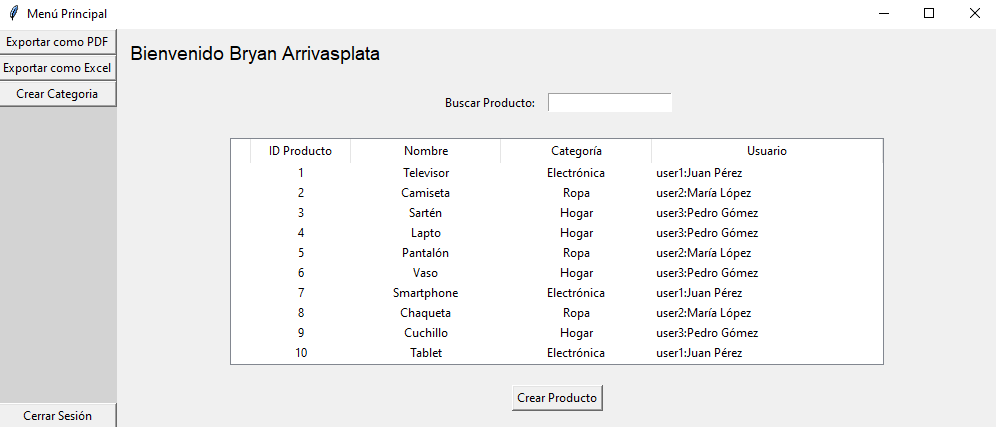 Menú Principal
Exportar como PDF
Exportar como Excel
Crear Categoria
Bienvenido Bryan Arrivasplata
Buscar Producto:
ID Producto Nombre Categoría Usuario
1 Televisor Electrónica user1:Juan Pérez
2 Camiseta Ropa user2:María López
3 Sartén Hogar user3:Pedro Gómez
4 Lapto Hogar user3:Pedro Gómez
5 Pantalón Ropa user2:María López
6 Vaso Hogar user3:Pedro Gómez
7 Smartphone Electrónica user1:Juan Pérez
8 Chaqueta Ropa user2:María López
9 Cuchillo Hogar user3:Pedro Gómez
10 Tablet Electrónica user1:Juan Pérez
Crear Producto
Cerrar Sesión